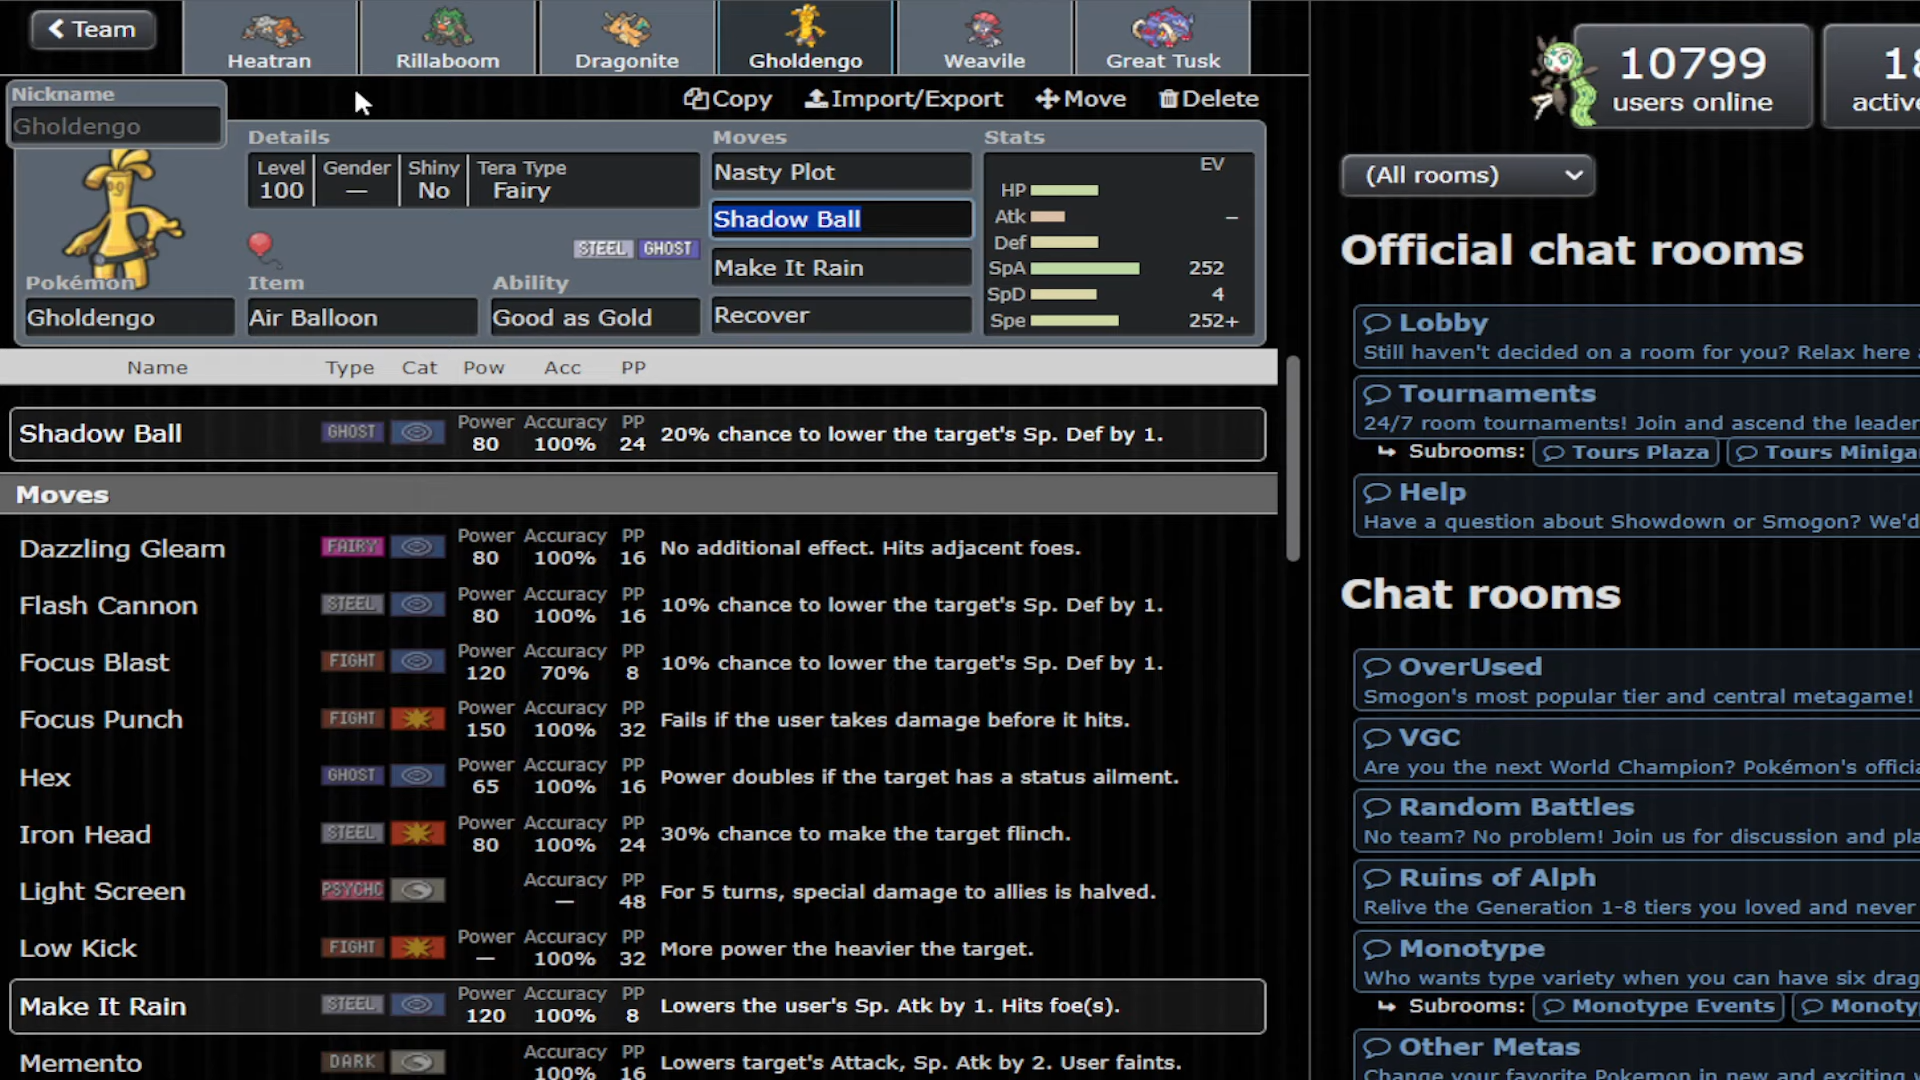 Team
Heatran
Rillaboom
Dragonite
Gholdengo
Weavile
Great Tusk
Nickname
Gholdengo
Copy
Import/Export
Move
Delete
Details
Level
100
Gender
—
Shiny
No
Tera Type
Fairy
STEEL GHOST
Pokémon
Gholdengo
Item
Air Balloon
Ability
Good as Gold
Moves
Nasty Plot
Shadow Ball
Make It Rain
Recover
Stats
EV
HP
Atk –
Def
SpA 252
SpD 4
Spe 252+
Name Type Cat Pow Acc PP
Shadow Ball GHOST Power 80 Accuracy 100% PP 24 20% chance to lower the target's Sp. Def by 1.
Moves
Dazzling Gleam FAIRY Power 80 Accuracy 100% PP 16 No additional effect. Hits adjacent foes.
Flash Cannon STEEL Power 80 Accuracy 100% PP 16 10% chance to lower the target's Sp. Def by 1.
Focus Blast FIGHT Power 120 Accuracy 70% PP 8 10% chance to lower the target's Sp. Def by 1.
Focus Punch FIGHT Power 150 Accuracy 100% PP 32 Fails if the user takes damage before it hits.
Hex GHOST Power 65 Accuracy 100% PP 16 Power doubles if the target has a status ailment.
Iron Head STEEL Power 80 Accuracy 100% PP 24 30% chance to make the target flinch.
Light Screen PSYCHC Accuracy — PP 48 For 5 turns, special damage to allies is halved.
Low Kick FIGHT Power — Accuracy 100% PP 32 More power the heavier the target.
Make It Rain STEEL Power 120 Accuracy 100% PP 8 Lowers the user's Sp. Atk by 1. Hits foe(s).
Memento DARK Accuracy 100% PP 16 Lowers target's Attack, Sp. Atk by 2. User faints.
10799
users online
18
active
(All rooms)
Official chat rooms
Lobby
Still haven't decided on a room for you? Relax here
Tournaments
24/7 room tournaments! Join and ascend the leader
Subrooms: Tours Plaza Tours Miniga
Help
Have a question about Showdown or Smogon? We'd
Chat rooms
OverUsed
Smogon's most popular tier and central metagame!
VGC
Are you the next World Champion? Pokémon's officia
Random Battles
No team? No problem! Join us for discussion and pla
Ruins of Alph
Relive the Generation 1-8 tiers you loved and never
Monotype
Who wants type variety when you can have six drag
Subrooms: Monotype Events Monoty
Other Metas
Change your favorite Pokemon in new and exciting